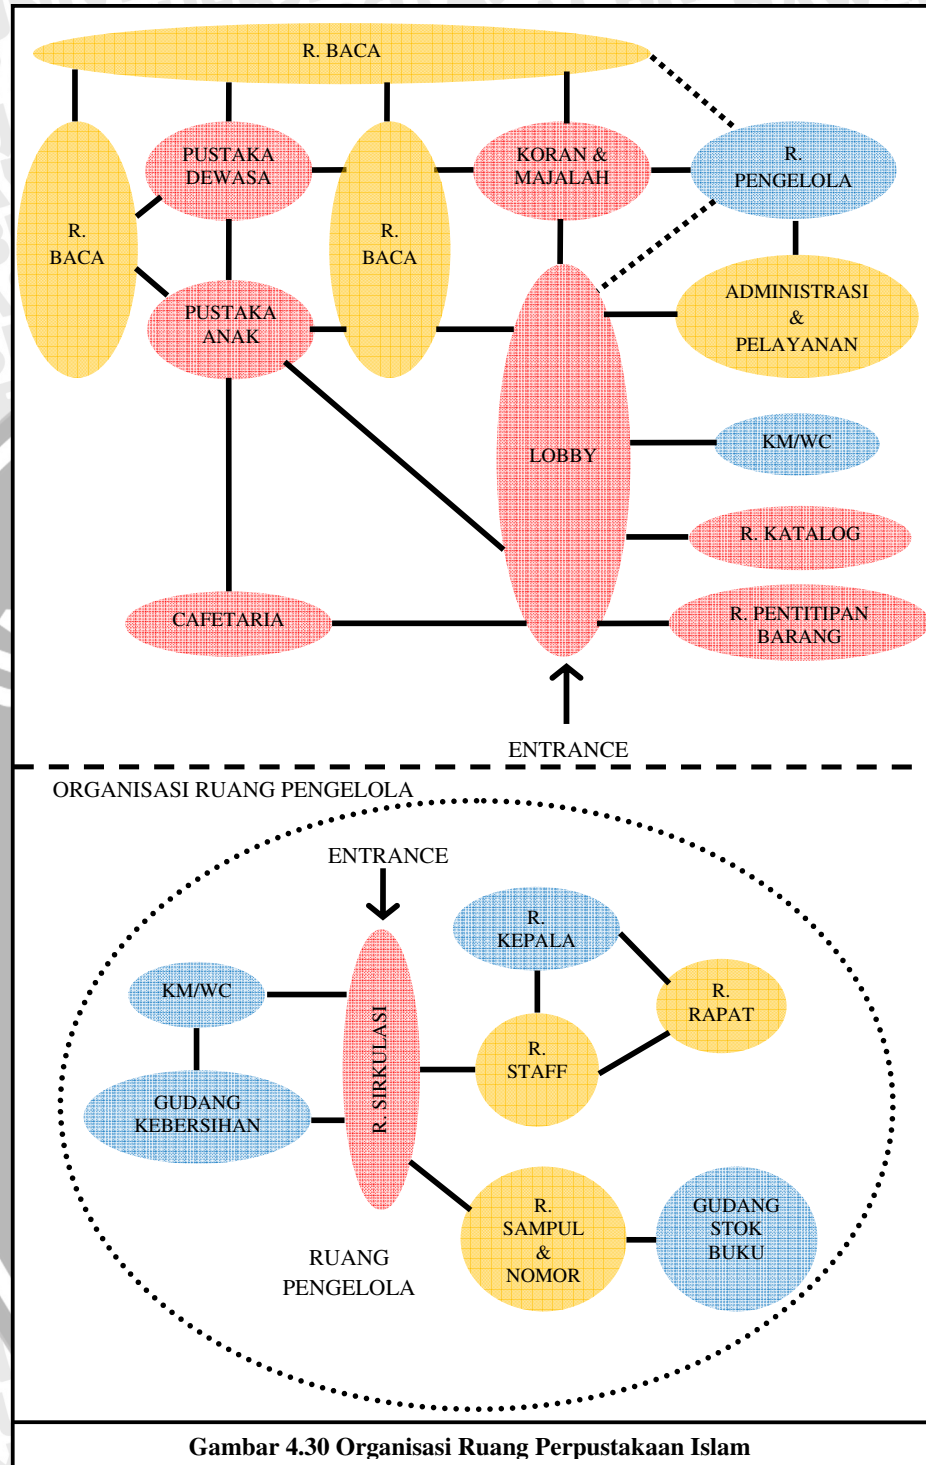 R. BACA
PUSTAKA
DEWASA
KORAN &
MAJALAH
R.
PENGELOLA
R.
BACA
R.
BACA
PUSTAKA
ANAK
ADMINISTRASI
&
PELAYANAN
LOBBY
KM/WC
R. KATALOG
CAFETARIA
R. PENTITIPAN
BARANG
ENTRANCE
ORGANISASI RUANG PENGELOLA
ENTRANCE
R.
KEPALA
KM/WC
R. SIRKULASI
R.
RAPAT
R.
STAFF
GUDANG
KEBERSIHAN
R.
SAMPUL
&
NOMOR
GUDANG
STOK
BUKU
RUANG
PENGELOLA
Gambar 4.30 Organisasi Ruang Perpustakaan Islam